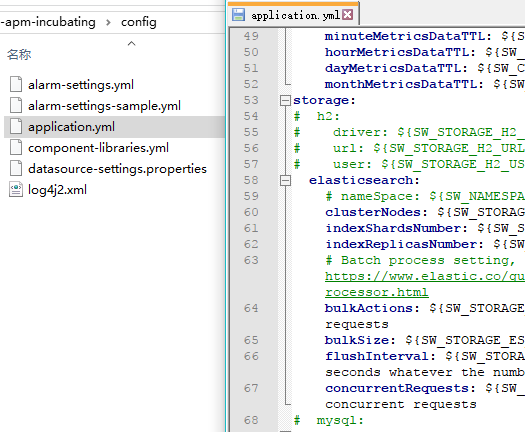 -apm-incubating › config
名称
alarm-settings.yml
alarm-settings-sample.yml
application.yml
component-libraries.yml
datasource-settings.properties
log4j2.xml
application.yml
49 minuteMetricsDataTTL: ${S
50 hourMetricsDataTTL: ${SW_
51 dayMetricsDataTTL: ${SW_C
52 monthMetricsDataTTL: ${SW
53 storage:
54 # h2:
55 # driver: ${SW_STORAGE_H2_
56 # url: ${SW_STORAGE_H2_URL
57 # user: ${SW_STORAGE_H2_US
58 elasticsearch:
59 # nameSpace: ${SW_NAMESPA
60 clusterNodes: ${SW_STORAG
61 indexShardsNumber: ${SW_S
62 indexReplicasNumber: ${SW
63 # Batch process setting,
https://www.elastic.co/gu
rocessor.html
64 bulkActions: ${SW_STORAGE
requests
65 bulkSize: ${SW_STORAGE_ES
66 flushInterval: ${SW_STORA
seconds whatever the numb
67 concurrentRequests: ${SW_
concurrent requests
68 # mysql: